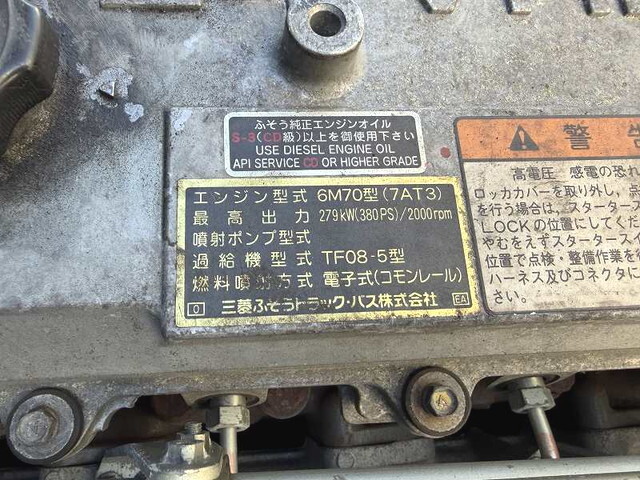 ふそう純正エンジンオイル
S-3(CD級)以上を御使用下さい
USE DIESEL ENGINE OIL
API SERVICE CD OR HIGHER GRADE
エンジン型式 6M70型(7AT3)
最高出力 279kW(380PS)/2000rpm
噴射ポンプ型式
過給機型式 TF08-5型
燃料噴射方式 電子式(コモンレール)
0 三菱ふそうトラック・バス株式会社 EA
警告
高電圧 感電の恐れ
ロッカカバーを取り外し，点
を行う場合は，スタータース
LOCKの位置にしてくだ
やむをえずスタータース
位置で点検・整備作業を
ハーネス及びコネクタに
さい。